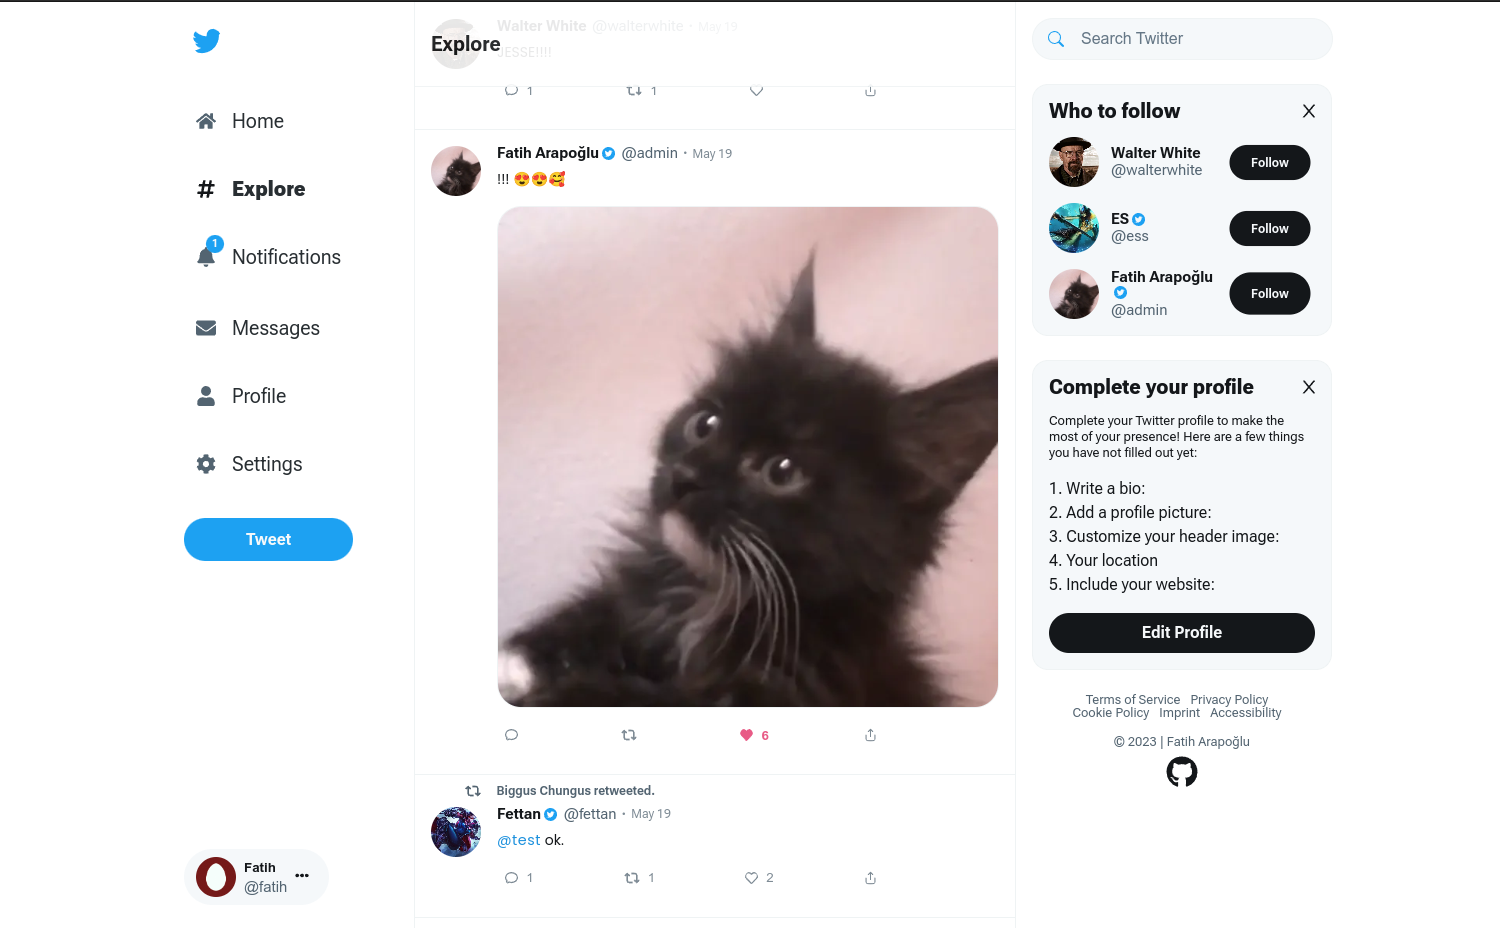 Home
Explore
1
Notifications
Messages
Profile
Settings
Tweet
Fatih
@fatih
•••
Walter White @walterwhite · May 19
Explore
JESSE!!!!
1 1
Fatih Arapoğlu @admin · May 19
!!! 😍😍🥰
6
Biggus Chungus retweeted.
Fettan @fettan · May 19
@test ok.
1 1 2
Search Twitter
Who to follow
Walter White
@walterwhite
Follow
ES
@ess
Follow
Fatih Arapoğlu
@admin
Follow
Complete your profile
Complete your Twitter profile to make the
most of your presence! Here are a few things
you have not filled out yet:
1. Write a bio:
2. Add a profile picture:
3. Customize your header image:
4. Your location
5. Include your website:
Edit Profile
Terms of Service Privacy Policy
Cookie Policy Imprint Accessibility
© 2023 | Fatih Arapoğlu